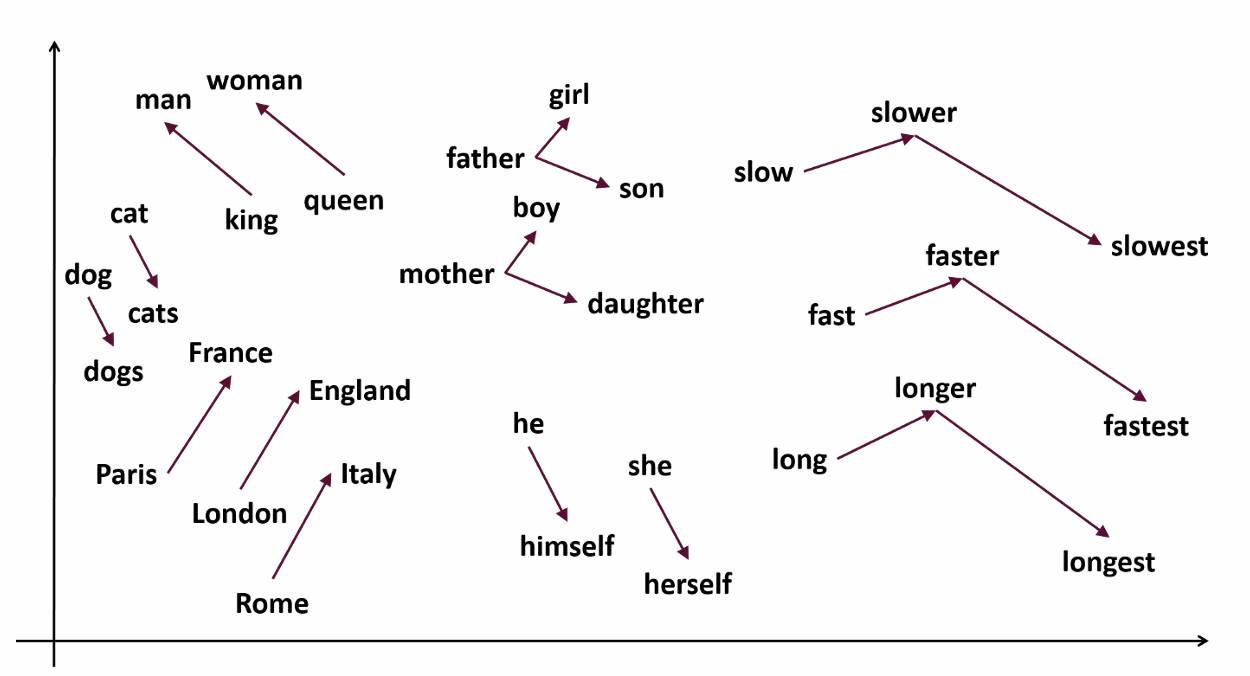 woman
man
king
queen
cat
dog
cats
dogs
France
England
Paris
Italy
London
Rome
girl
father
son
boy
mother
daughter
he
she
himself
herself
slower
slow
slowest
faster
fast
fastest
longer
long
longest